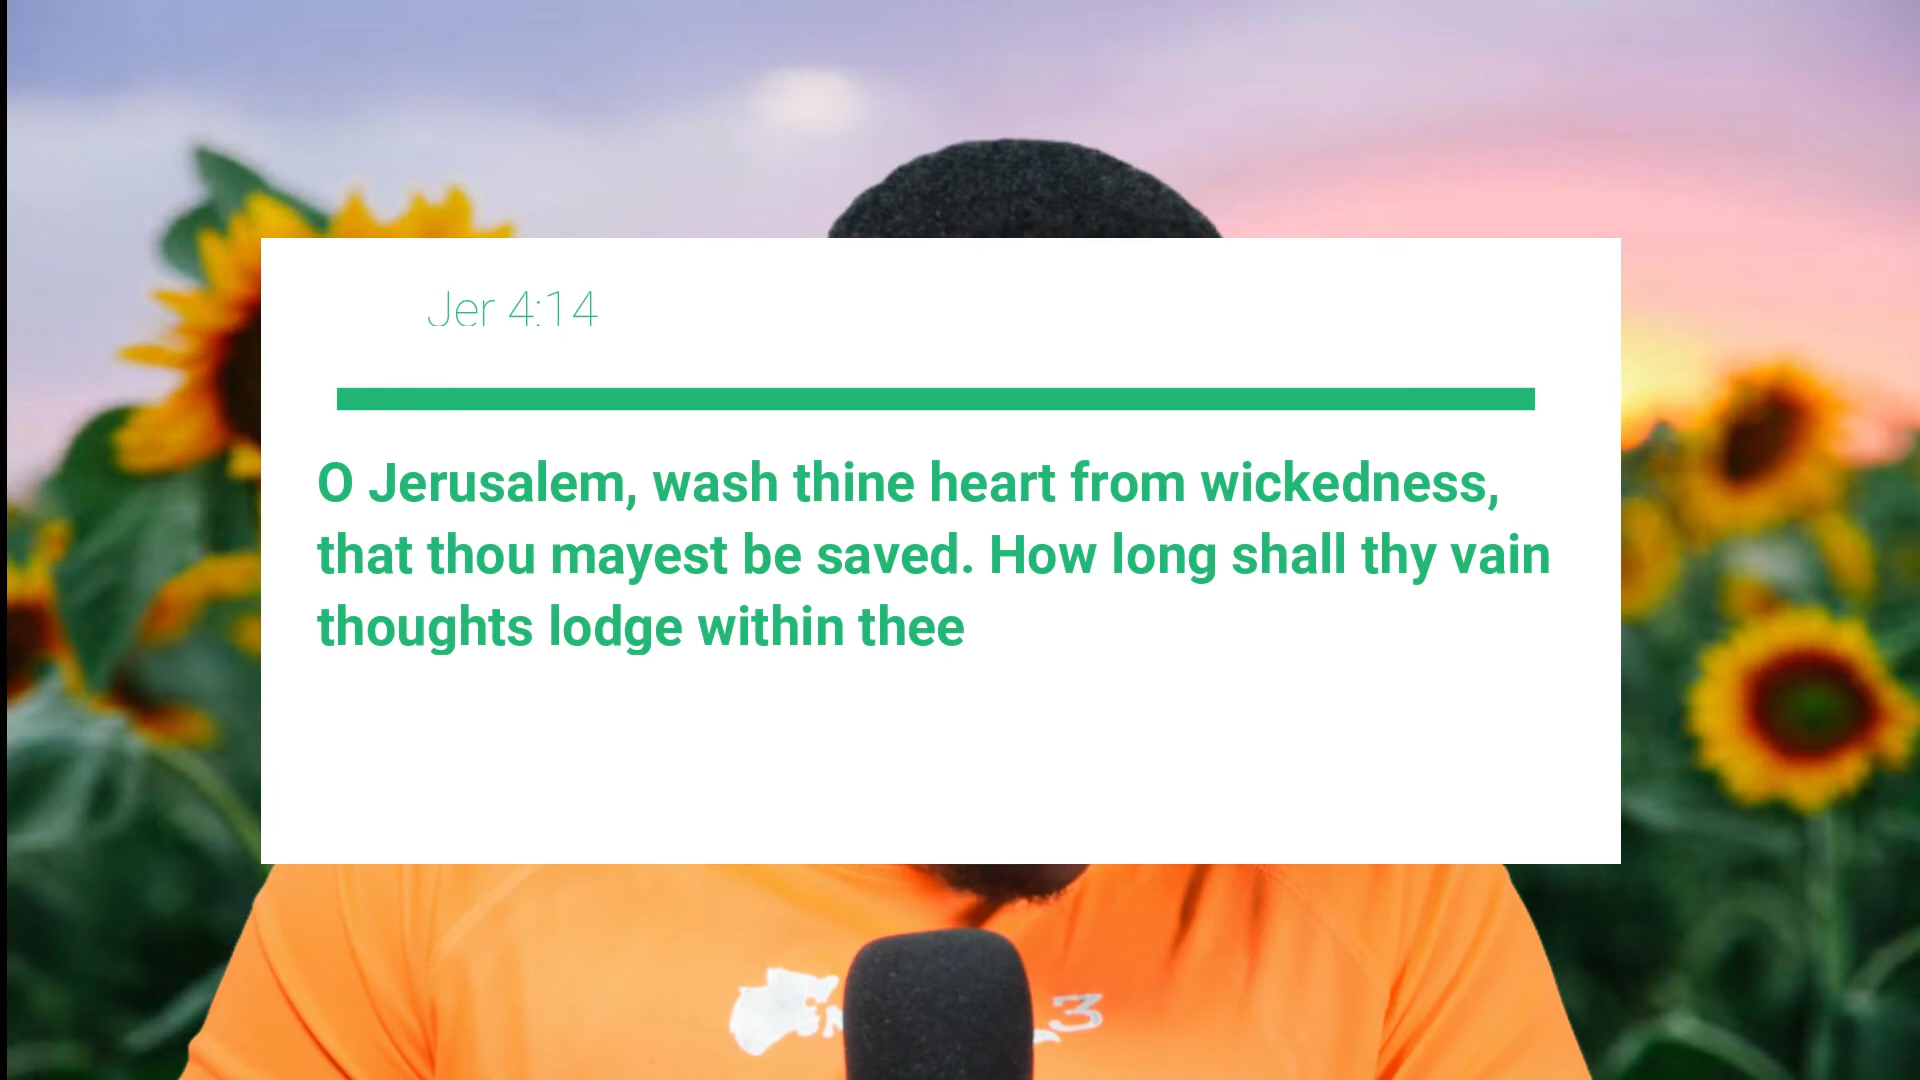 Jer 4:14
O Jerusalem, wash thine heart from wickedness,
that thou mayest be saved. How long shall thy vain
thoughts lodge within thee
3